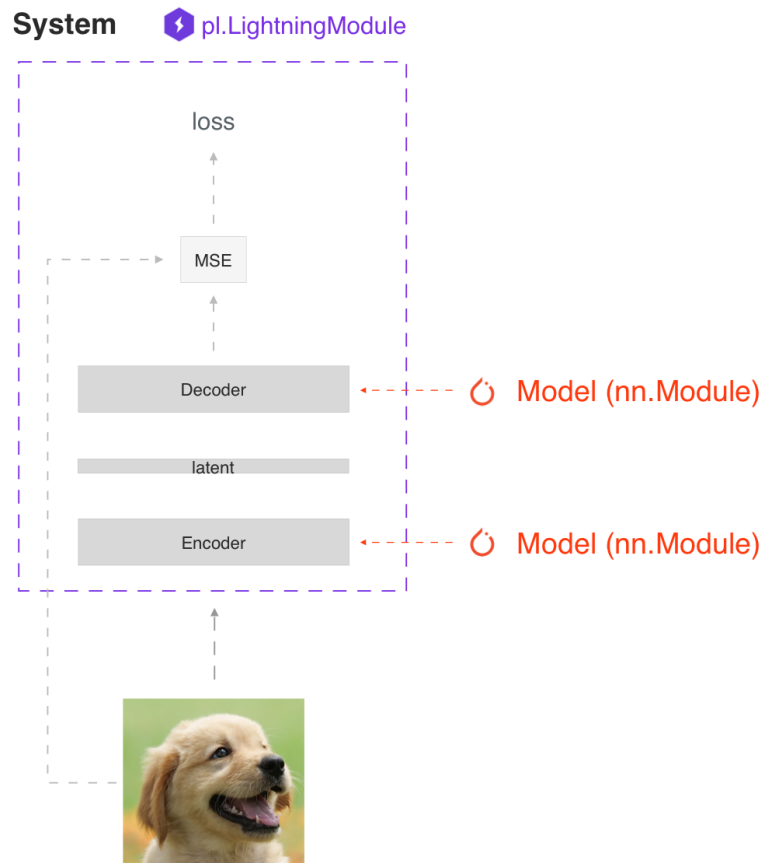 System pl.LightningModule
loss
MSE
Decoder
Model (nn.Module)
latent
Encoder
Model (nn.Module)